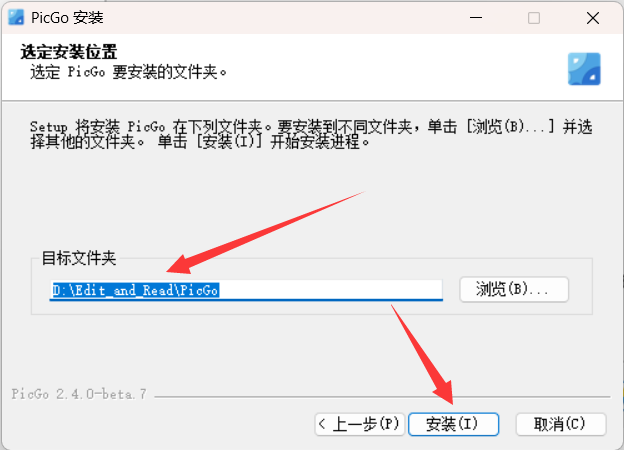 PicGo 安装
选定安装位置
选定 PicGo 要安装的文件夹。
Setup 将安装 PicGo 在下列文件夹。要安装到不同文件夹，单击 [浏览(B)...] 并选
择其他的文件夹。 单击 [安装(I)] 开始安装进程。
目标文件夹
D:\Edit_and_Read\PicGo
浏览(B)...
PicGo 2.4.0-beta.7
< 上一步(P)
安装(I)
取消(C)